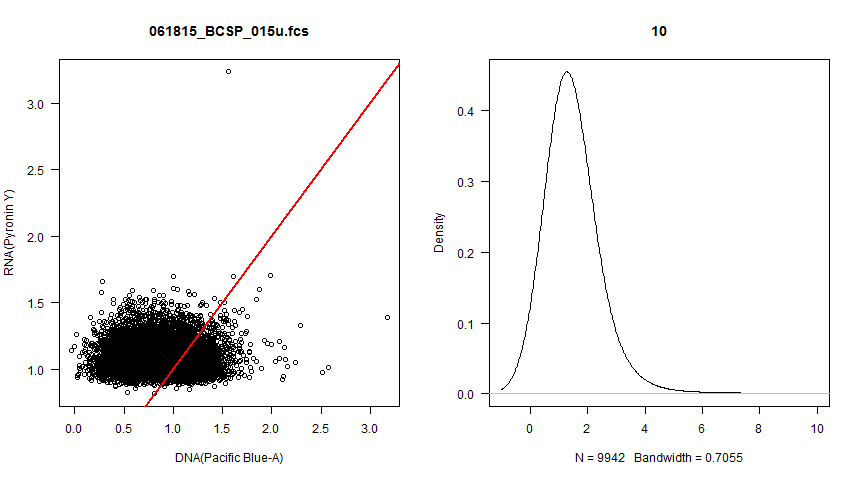 061815_BCSP_015u.fcs
RNA(Pyronin Y)
3.0
2.5
2.0
1.5
1.0
0.0 0.5 1.0 1.5 2.0 2.5 3.0
DNA(Pacific Blue-A)
10
Density
0.4
0.3
0.2
0.1
0.0
0 2 4 6 8 10
N = 9942 Bandwidth = 0.7055